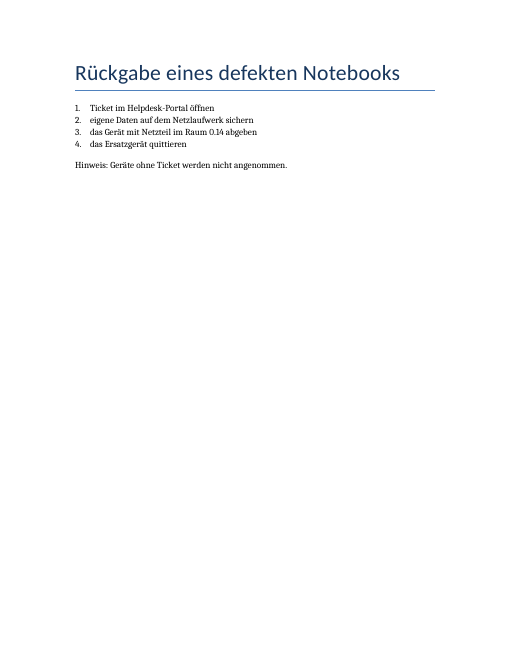 Rückgabe eines defekten Notebooks
1. Ticket im Helpdesk-Portal öffnen
2. eigene Daten auf dem Netzlaufwerk sichern
3. das Gerät mit Netzteil im Raum 0.14 abgeben
4. das Ersatzgerät quittieren
Hinweis: Geräte ohne Ticket werden nicht angenommen.